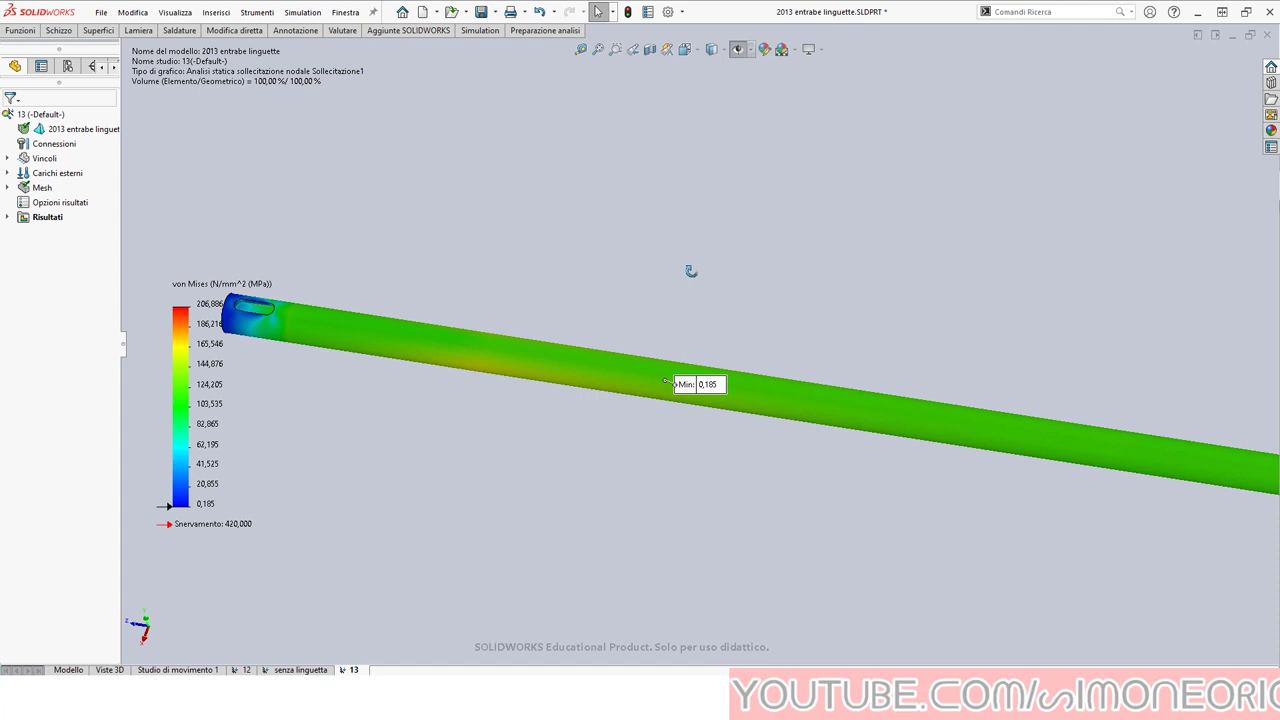 SOLIDWORKS File Modifica Visualizza Inserisci Strumenti Simulation Finestra 2013 entrabe linguette.SLDPRT * Comandi Ricerca
Funzioni Schizzo Superfici Lamiera Saldature Modifica diretta Annotazione Valutare Aggiunte SOLIDWORKS Simulation Preparazione analisi
Nome del modello: 2013 entrabe linguette
Nome studio: 13(-Default-)
Tipo di grafico: Analisi statica sollecitazione nodale Sollecitazione1
Volume (Elemento/Geometrico) = 100,00 %/ 100,00 %
13 (-Default-)
2013 entrabe linguet
Connessioni
Vincoli
Carichi esterni
Mesh
Opzioni risultati
Risultati
von Mises (N/mm^2 (MPa))
206,886
186,216
165,546
144,876
124,205
103,535
82,865
62,195
41,525
20,855
0,185
Snervamento: 420,000
Min: 0,185
Y
Z
X
SOLIDWORKS Educational Product. Solo per uso didattico.
Modello Viste 3D Studio di movimento 1 12 senza linguetta 13
YOUTUBE.COM/SIMONEORIO